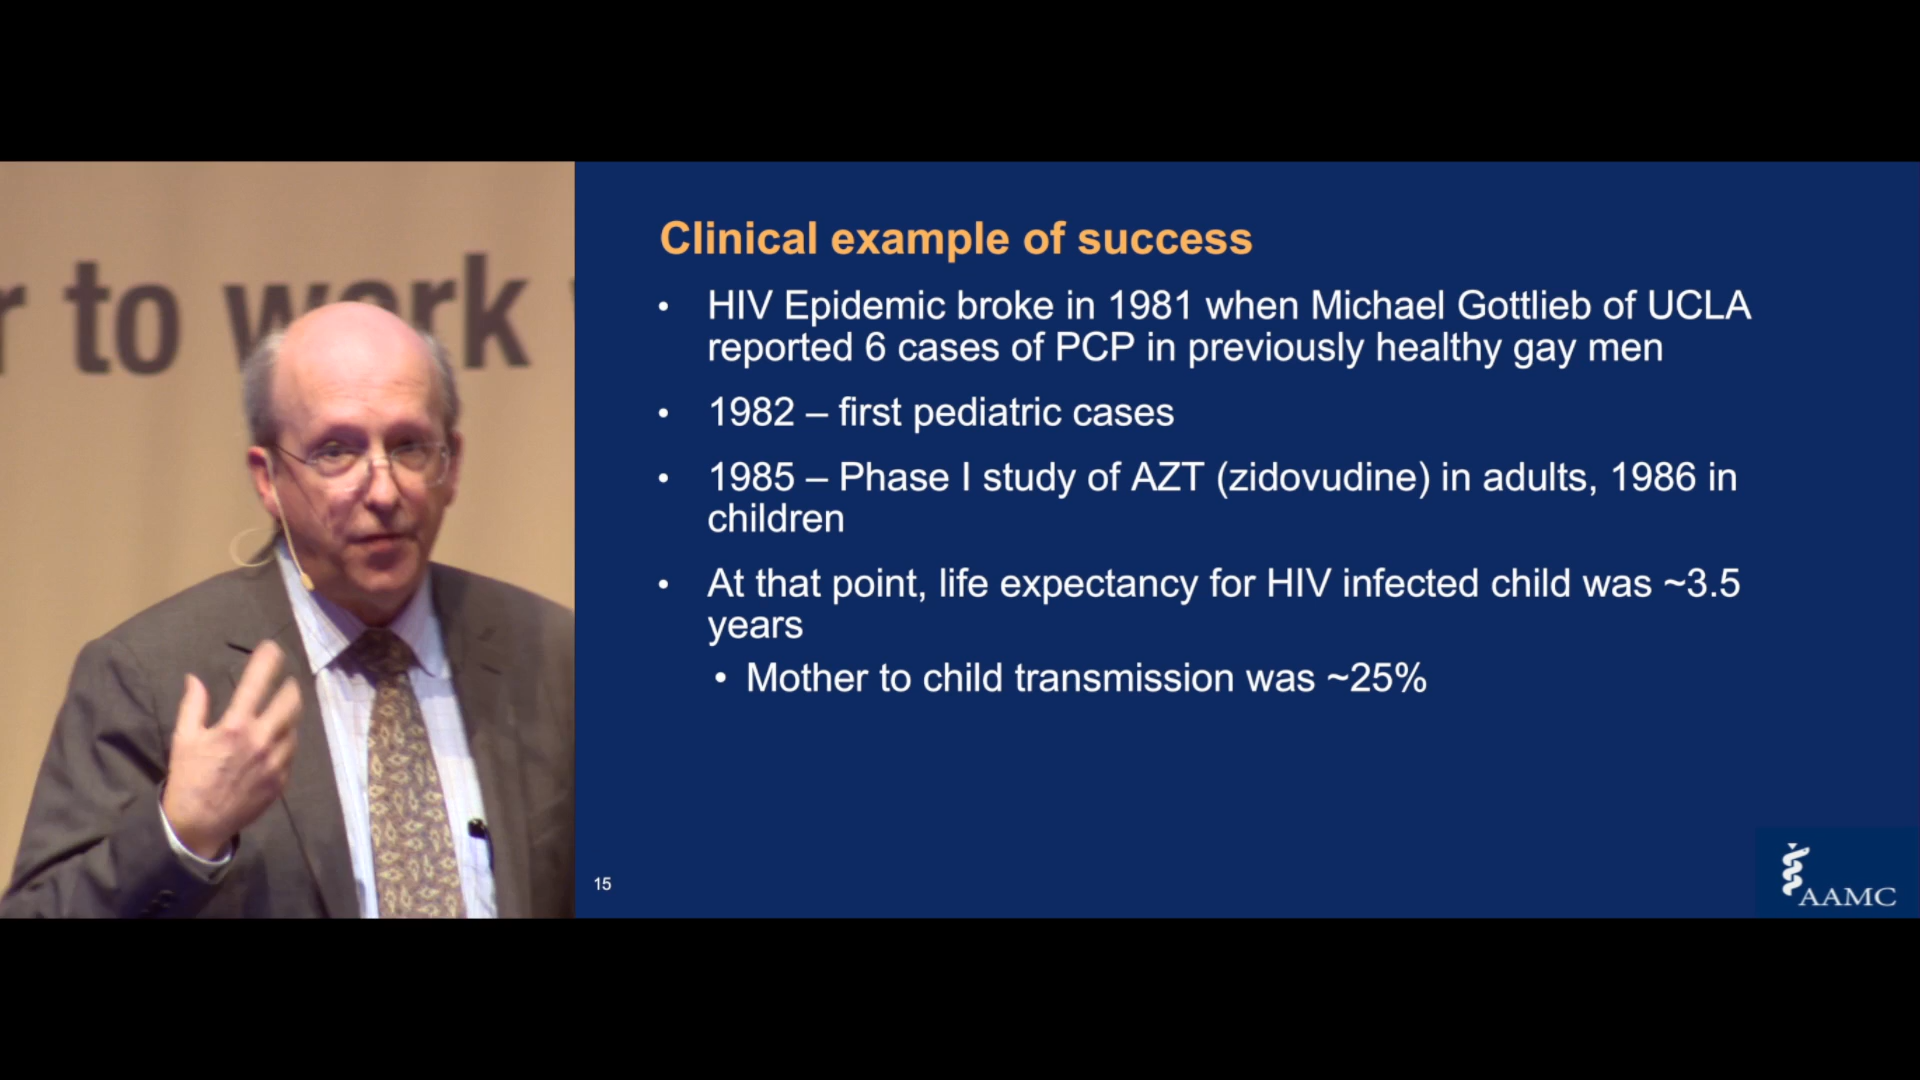 r to work
Clinical example of success
• HIV Epidemic broke in 1981 when Michael Gottlieb of UCLA
reported 6 cases of PCP in previously healthy gay men
• 1982 – first pediatric cases
• 1985 – Phase I study of AZT (zidovudine) in adults, 1986 in
children
• At that point, life expectancy for HIV infected child was ~3.5
years
• Mother to child transmission was ~25%
15
AAMC